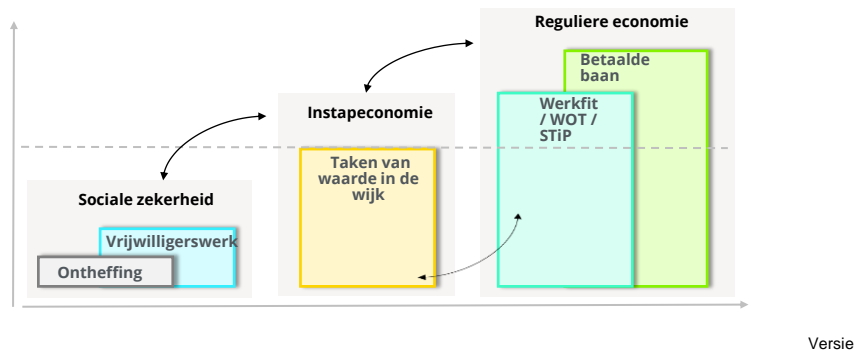 Reguliere economie
Betaalde
baan
Werkfit
/ WOT /
STiP
Instapeconomie
Taken van
waarde in de
wijk
Sociale zekerheid
Vrijwilligerswerk
Ontheffing
Versie